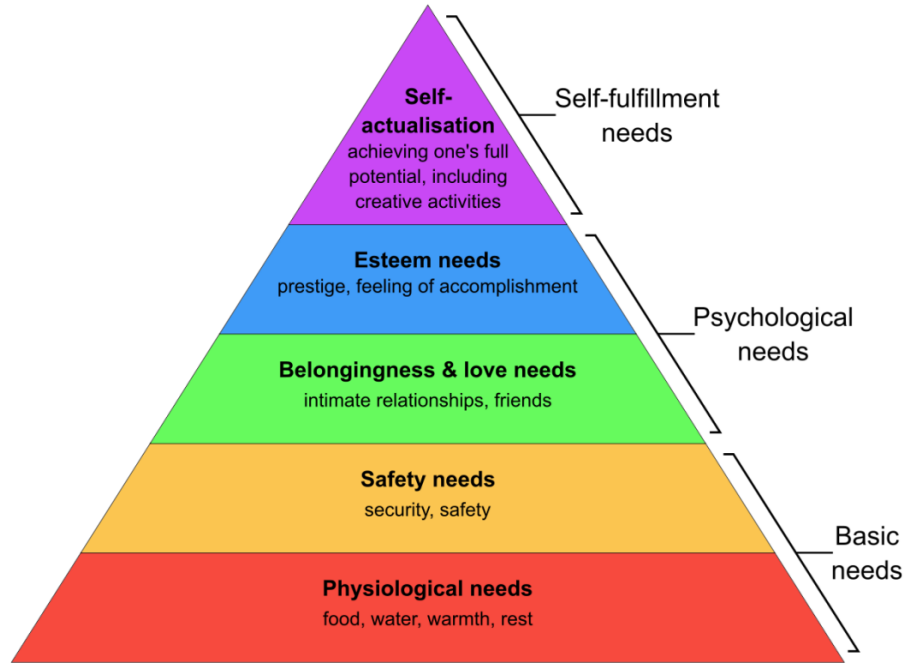 Self-
actualisation
achieving one's full
potential, including
creative activities
Self-fulfillment
needs
Esteem needs
prestige, feeling of accomplishment
Psychological
needs
Belongingness & love needs
intimate relationships, friends
Safety needs
security, safety
Basic
needs
Physiological needs
food, water, warmth, rest